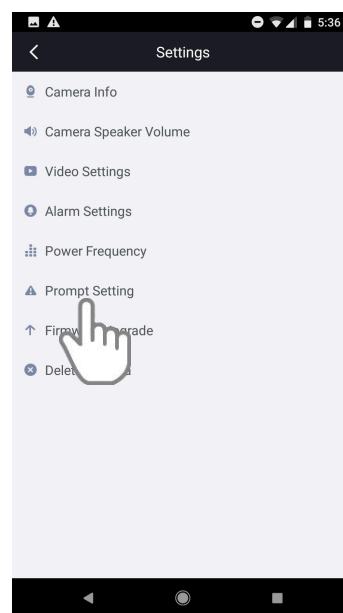 5:36
Settings
Camera Info
Camera Speaker Volume
Video Settings
Alarm Settings
Power Frequency
Prompt Setting